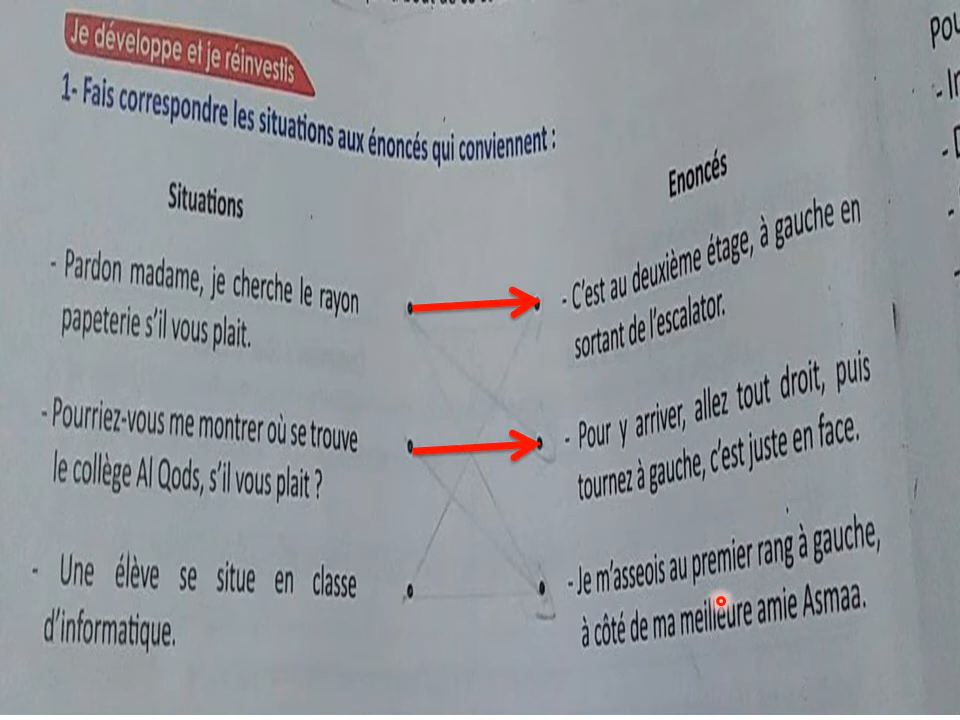 Je développe et je réinvestis
1- Fais correspondre les situations aux énoncés qui conviennent :
Situations
- Pardon madame, je cherche le rayon
papeterie s'il vous plait.
- Pourriez-vous me montrer où se trouve
le collège Al Qods, s'il vous plait ?
- Une élève se situe en classe
d'informatique.
Enoncés
- C'est au deuxième étage, à gauche en
sortant de l'escalator.
- Pour y arriver, allez tout droit, puis
tournez à gauche, c'est juste en face.
- Je m'asseois au premier rang à gauche,
à côté de ma meilleure amie Asmaa.